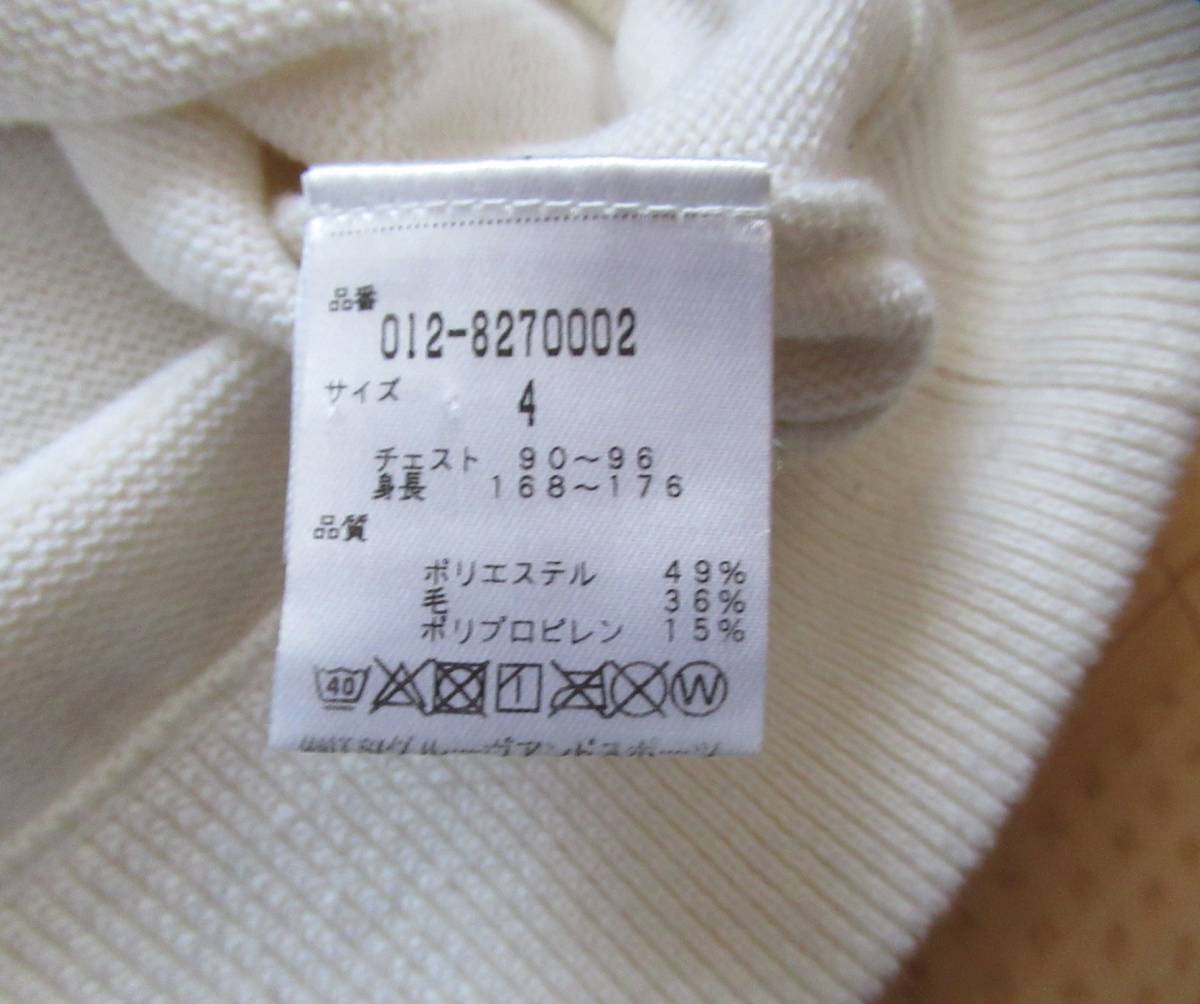 品番
012-8270002
サイズ 4
チェスト 90～96
身長 168～176
品質
ポリエステル 49%
毛 36%
ポリプロピレン 15%
40 W